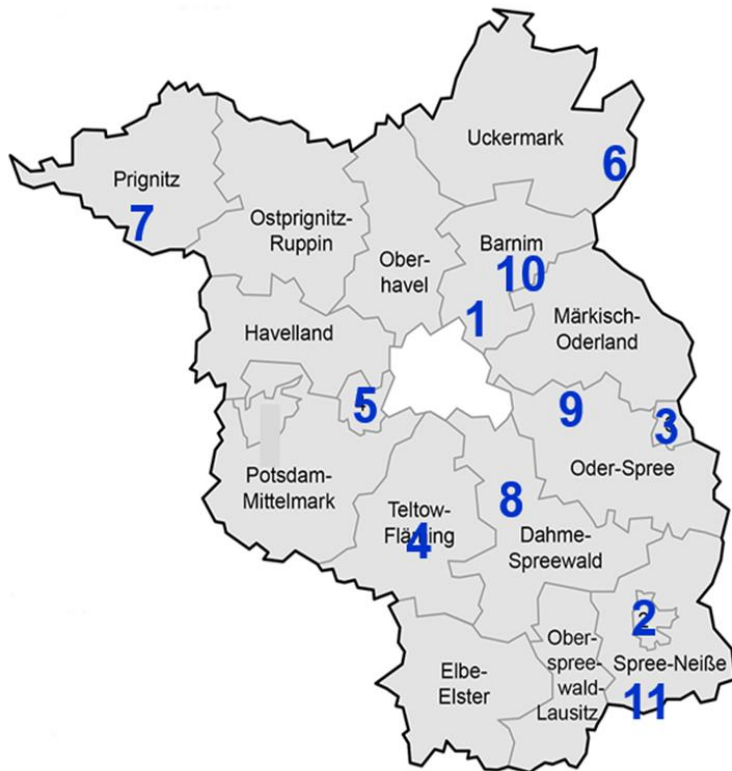 Uckermark
6
Prignitz
7
Ostprignitz-
Ruppin
Ober-
havel
Barnim
10
1
Märkisch-
Oderland
Havelland
5
9
3
Oder-Spree
Potsdam-
Mittelmark
Teltow-
Fläming
4
8
Dahme-
Spreewald
2
Spree-Neiße
11
Elbe-
Elster
Ober-
spree-
wald-
Lausitz